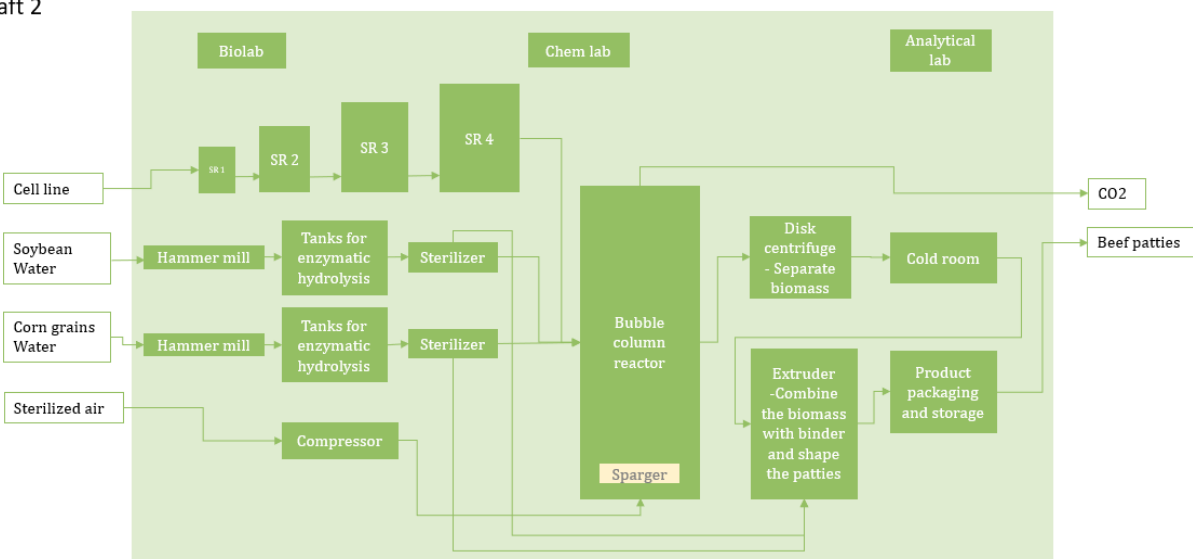 aft 2
Biolab
Chem lab
Analytical
lab
SR 1
SR 2
SR 3
SR 4
Cell line
CO2
Soybean
Water
Hammer mill
Tanks for
enzymatic
hydrolysis
Sterilizer
Disk
centrifuge
- Separate
biomass
Cold room
Beef patties
Corn grains
Water
Hammer mill
Tanks for
enzymatic
hydrolysis
Sterilizer
Bubble
column
reactor
Sparger
Extruder
-Combine
the biomass
with binder
and shape
the patties
Product
packaging
and storage
Sterilized air
Compressor